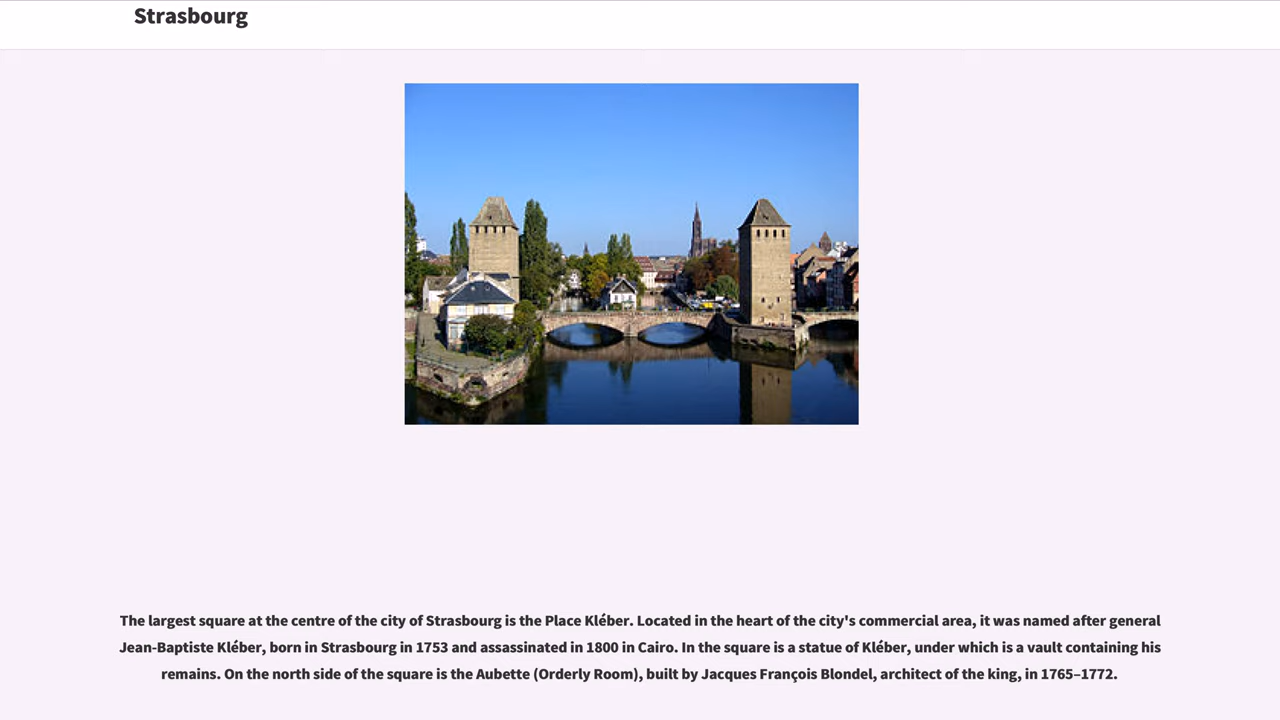 Strasbourg
The largest square at the centre of the city of Strasbourg is the Place Kléber. Located in the heart of the city's commercial area, it was named after general
Jean-Baptiste Kléber, born in Strasbourg in 1753 and assassinated in 1800 in Cairo. In the square is a statue of Kléber, under which is a vault containing his
remains. On the north side of the square is the Aubette (Orderly Room), built by Jacques François Blondel, architect of the king, in 1765–1772.